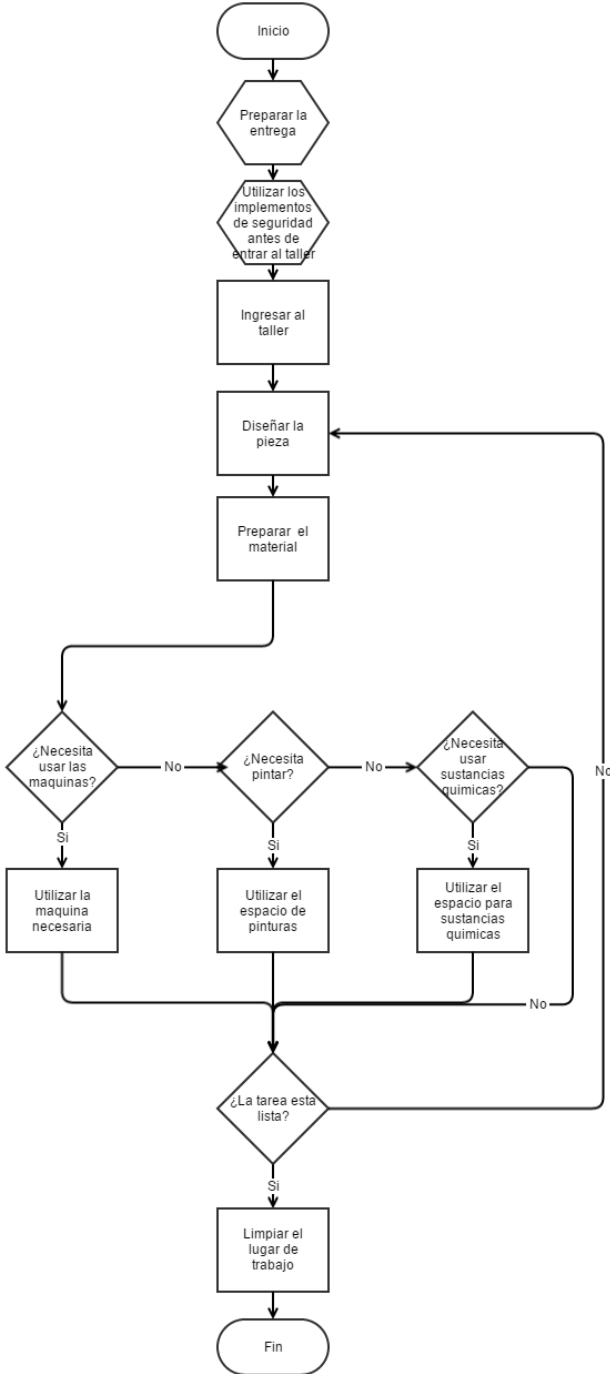 Inicio
Preparar la
entrega
Utilizar los
implementos
de seguridad
antes de
entrar al taller
Ingresar al
taller
Diseñar la
pieza
Preparar el
material
¿Necesita
usar las
maquinas?
No
¿Necesita
pintar?
No
¿Necesita
usar
sustancias
quimicas?
No
Si
Si
Si
Utilizar la
maquina
necesaria
Utilizar el
espacio de
pinturas
Utilizar el
espacio para
sustancias
quimicas
No
¿La tarea esta
lista?
Si
Limpiar el
lugar de
trabajo
Fin